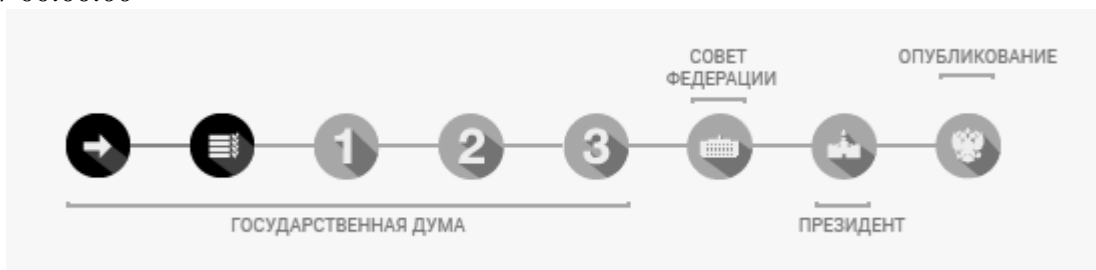 СОВЕТ
ФЕДЕРАЦИИ
ОПУБЛИКОВАНИЕ
1 2 3
ГОСУДАРСТВЕННАЯ ДУМА
ПРЕЗИДЕНТ